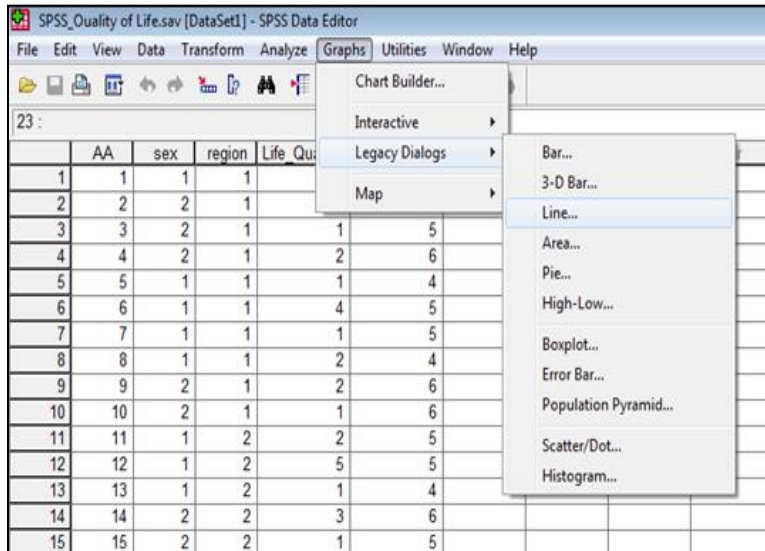 SPSS_Ouality of Life.sav [DataSet1] - SPSS Data Editor
File Edit View Data Transform Analyze Graphs Utilities Window Help
Chart Builder...
Interactive
Legacy Dialogs
Map
Bar...
3-D Bar...
Line...
Area...
Pie...
High-Low...
Boxplot...
Error Bar...
Population Pyramid...
Scatter/Dot...
Histogram...
23 :
AA sex region
1 1 1 1
2 2 2 1
3 3 2 1 1 5
4 4 2 1 2 6
5 5 1 1 1 4
6 6 1 1 4 5
7 7 1 1 1 5
8 8 1 1 2 4
9 9 2 1 2 6
10 10 2 1 1 6
11 11 1 2 2 5
12 12 1 2 5 5
13 13 1 2 1 4
14 14 2 2 3 6
15 15 2 2 1 5